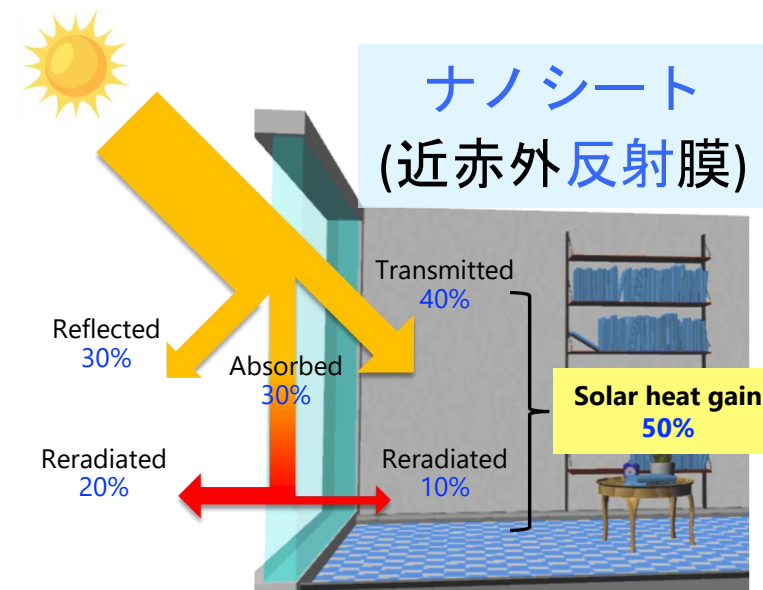 ナノシート
(近赤外反射膜)
Transmitted
40%
Reflected
30%
Absorbed
30%
Solar heat gain
50%
Reradiated
20%
Reradiated
10%